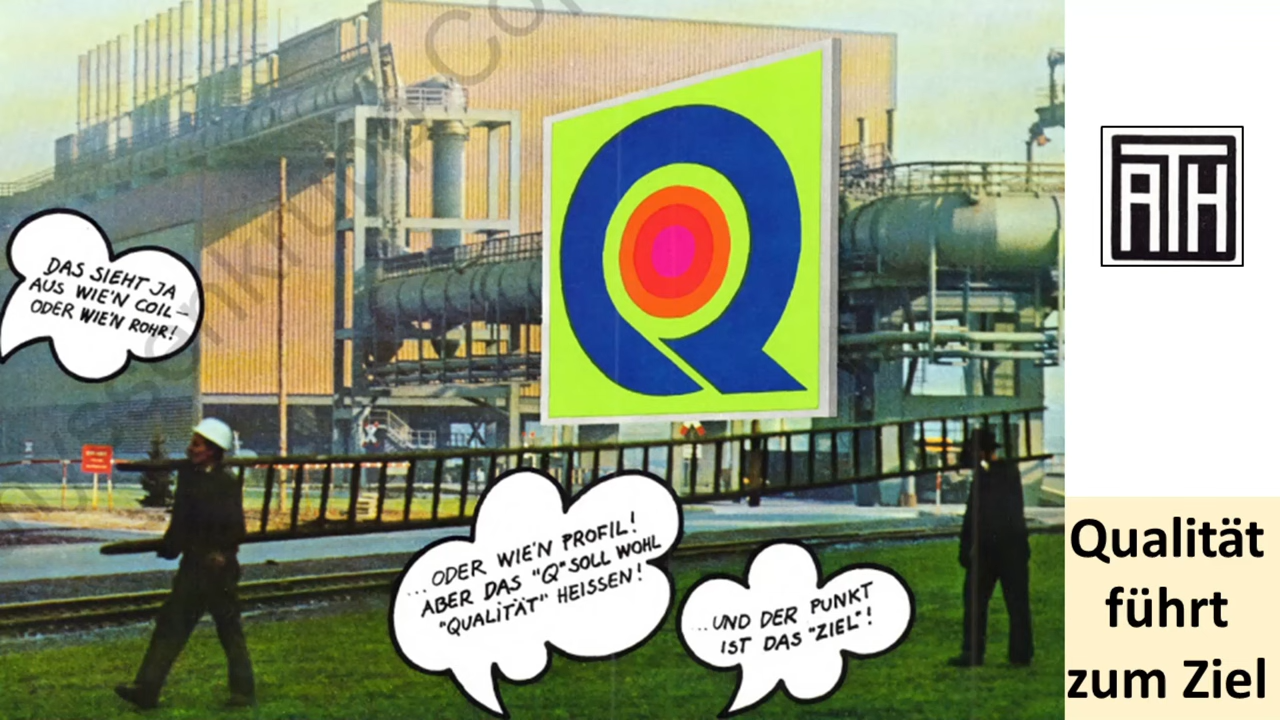 DAS SIEHT JA
AUS WIE'N COIL –
ODER WIE'N ROHR!
Q
...ODER WIE'N PROFIL!
ABER DAS "Q" SOLL WOHL
"QUALITÄT" HEISSEN!
...UND DER PUNKT
IST DAS "ZIEL"!
ATH
Qualität
führt
zum Ziel